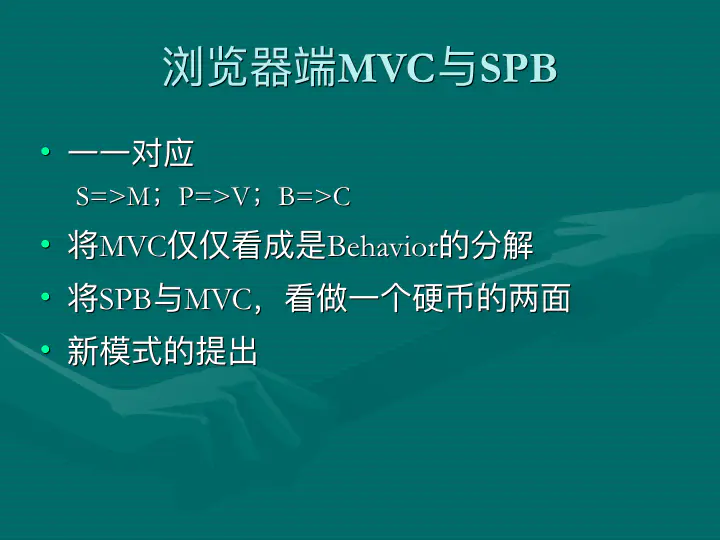 浏览器端MVC与SPB
• 一一对应
S=>M；P=>V；B=>C
• 将MVC仅仅看成是Behavior的分解
• 将SPB与MVC，看做一个硬币的两面
• 新模式的提出